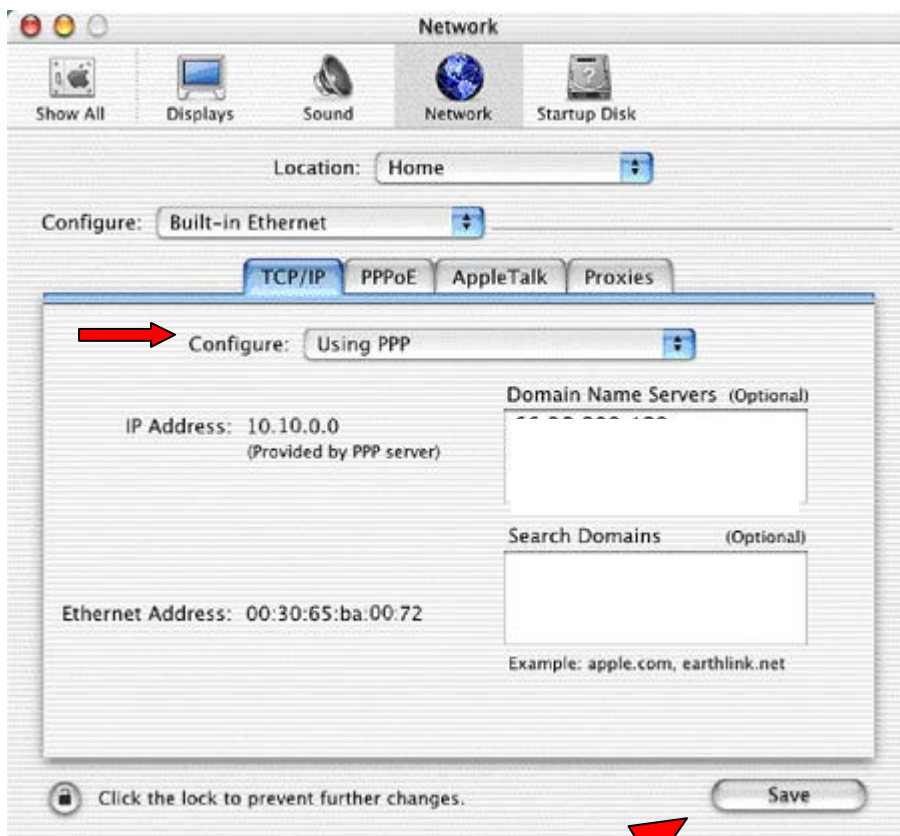 Network
Show All
Displays
Sound
Network
Startup Disk
Location: Home
Configure: Built-in Ethernet
TCP/IP
PPPoE
AppleTalk
Proxies
Configure: Using PPP
Domain Name Servers (Optional)
IP Address: 10.10.0.0
(Provided by PPP server)
Search Domains (Optional)
Ethernet Address: 00:30:65:ba:00:72
Example: apple.com, earthlink.net
Click the lock to prevent further changes.
Save